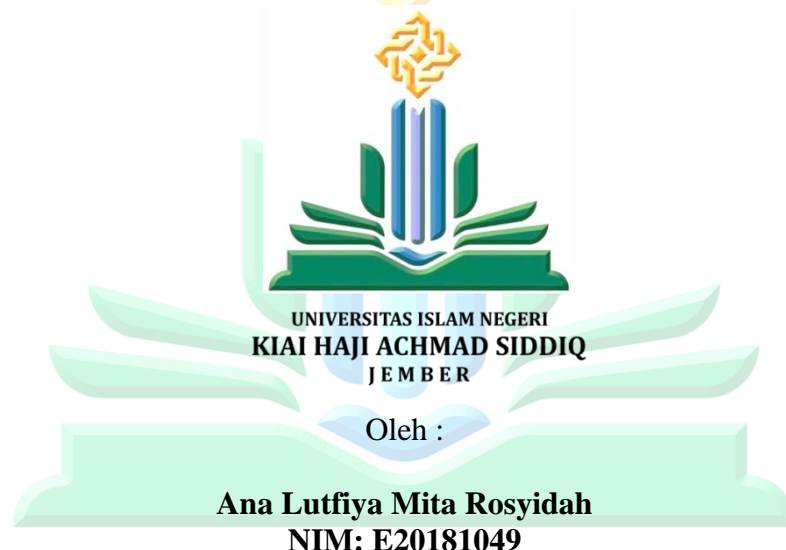 UNIVERSITAS ISLAM NEGERI
KIAI HAJI ACHMAD SIDDIQ
JEMBER
Oleh :
Ana Lutfiya Mita Rosyidah
NIM: E20181049